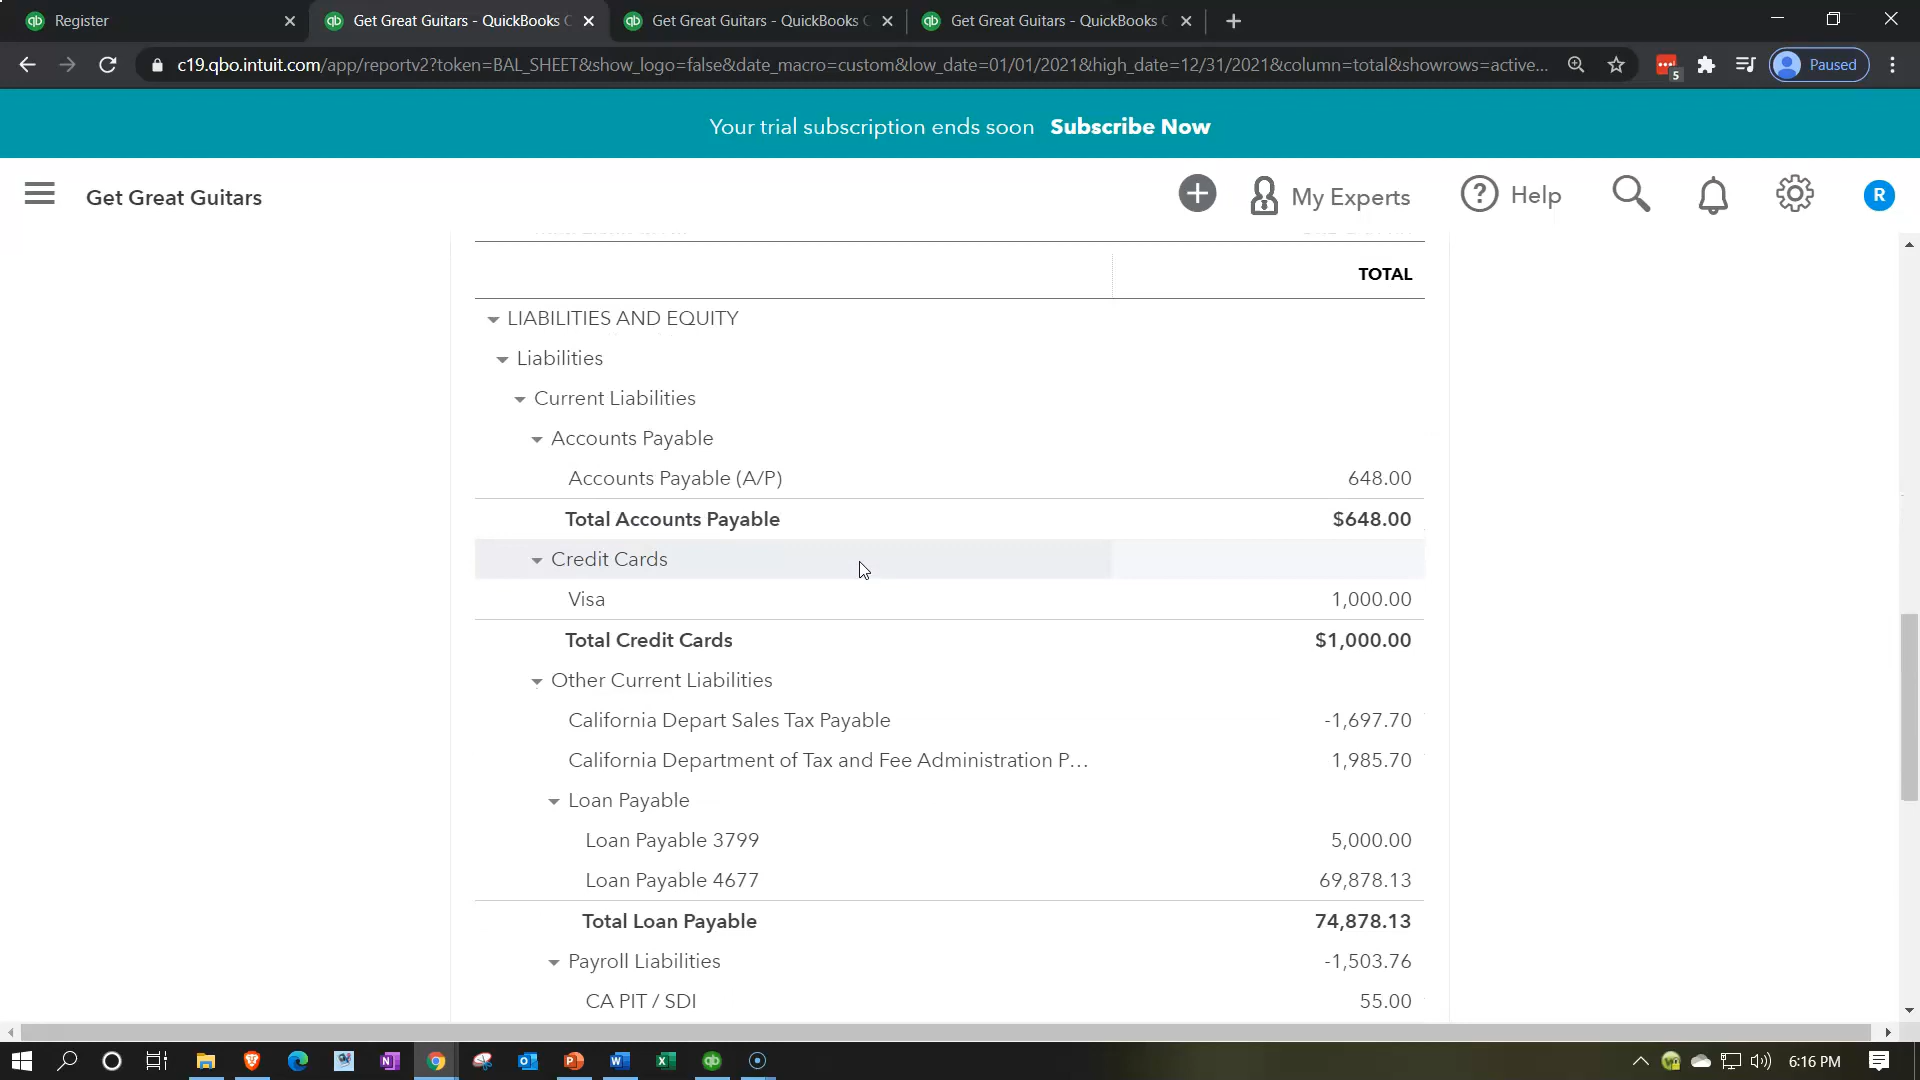 Register
Get Great Guitars - QuickBooks
Get Great Guitars - QuickBooks
Get Great Guitars - QuickBooks
c19.qbo.intuit.com/app/reportv2?token=BAL_SHEET&show_logo=false&date_macro=custom&low_date=01/01/2021&high_date=12/31/2021&column=total&showrows=active...
5
Paused
Your trial subscription ends soon Subscribe Now
Get Great Guitars
My Experts
Help
R
TOTAL
LIABILITIES AND EQUITY
Liabilities
Current Liabilities
Accounts Payable
Accounts Payable (A/P) 648.00
Total Accounts Payable $648.00
Credit Cards
Visa 1,000.00
Total Credit Cards $1,000.00
Other Current Liabilities
California Depart Sales Tax Payable -1,697.70
California Department of Tax and Fee Administration P... 1,985.70
Loan Payable
Loan Payable 3799 5,000.00
Loan Payable 4677 69,878.13
Total Loan Payable 74,878.13
Payroll Liabilities -1,503.76
CA PIT / SDI 55.00
6:16 PM